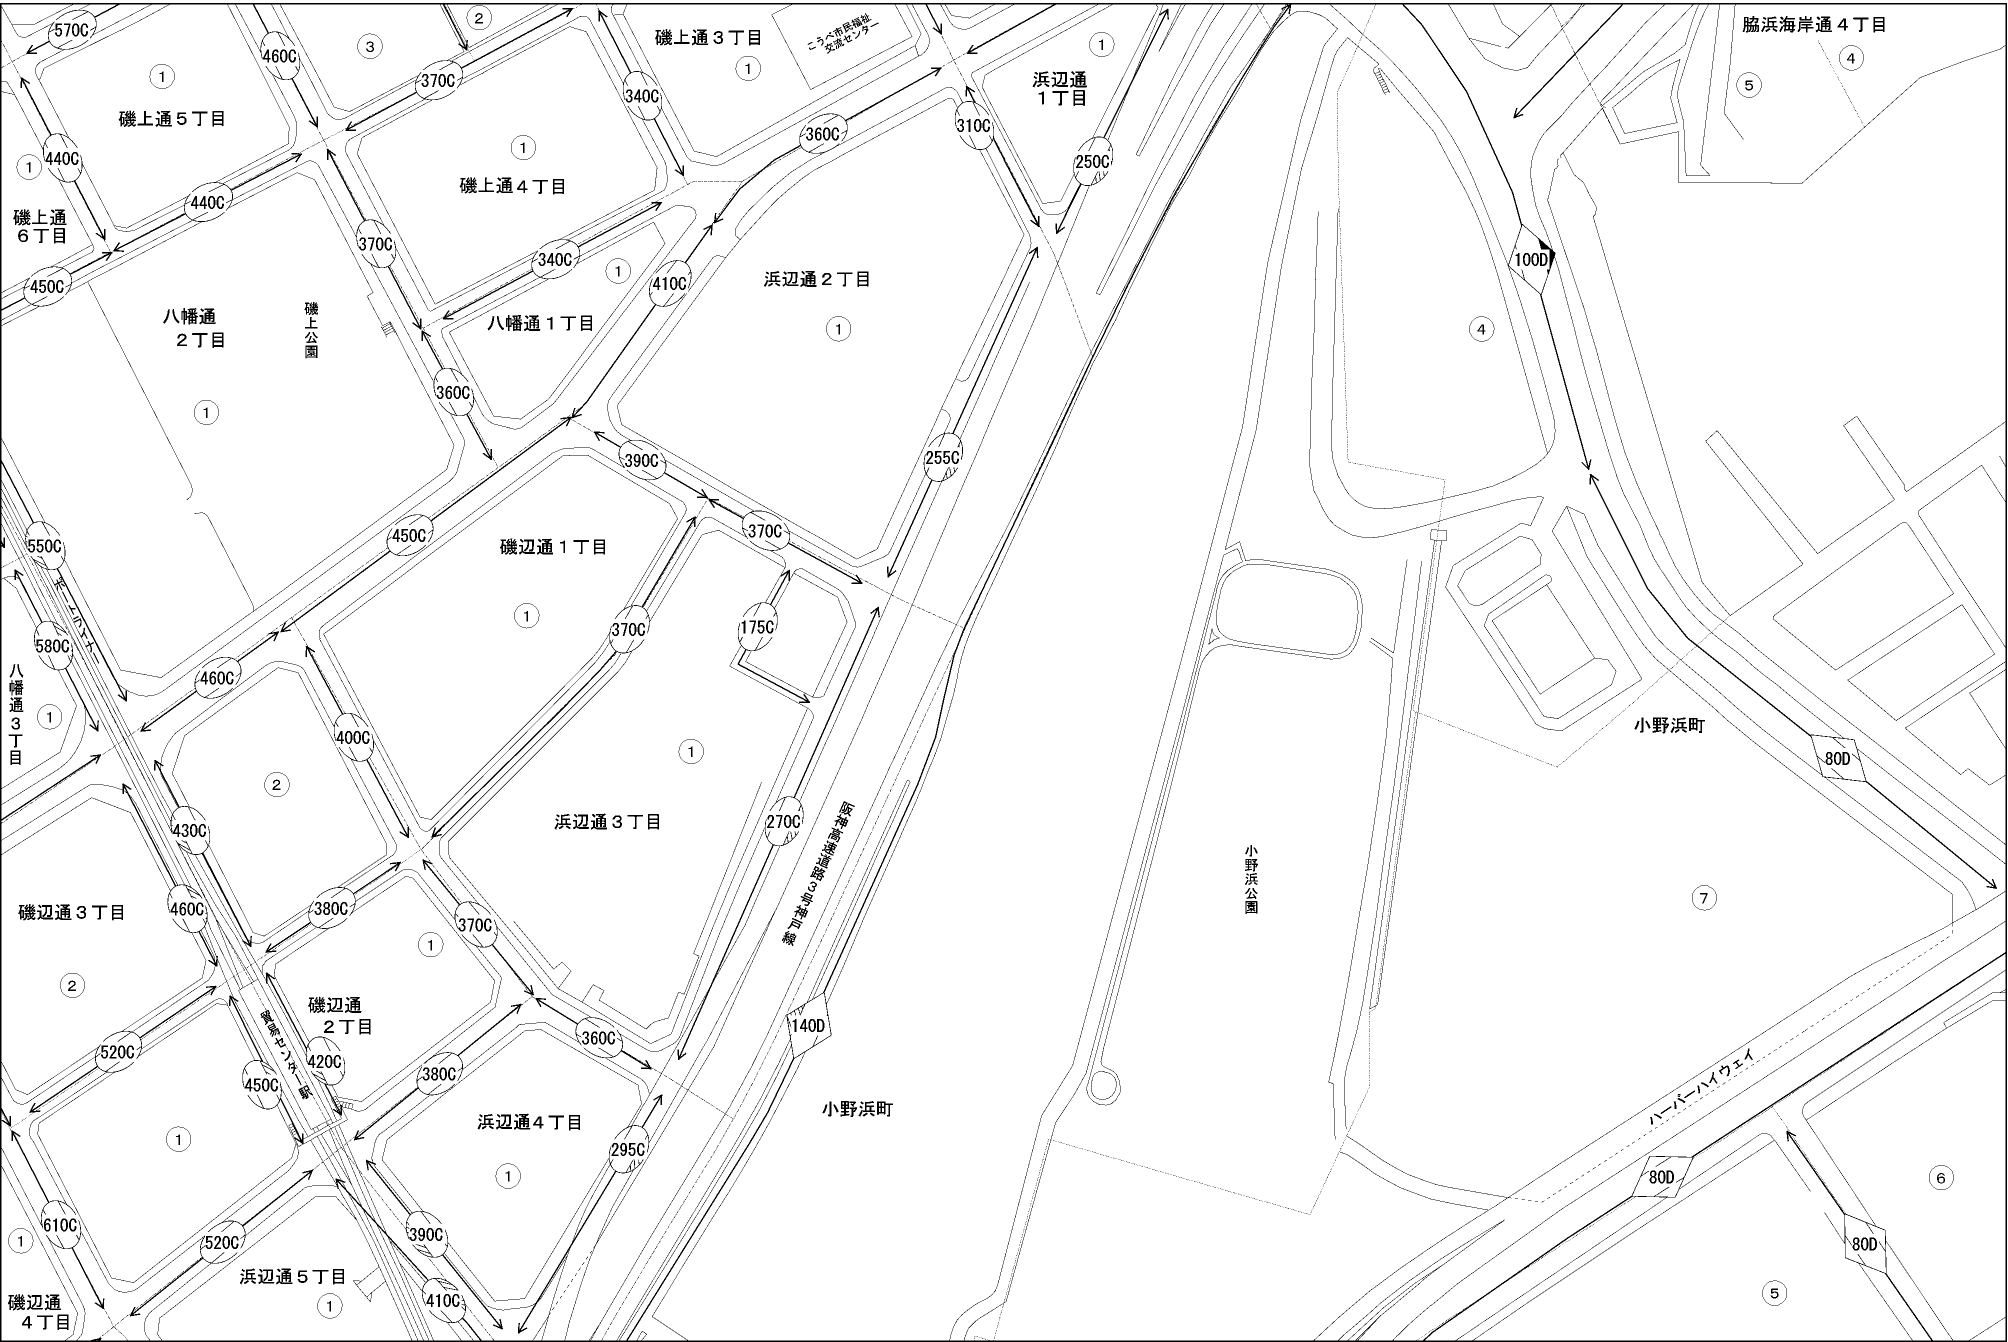 570C
460C
③
②
370C
磯上通３丁目
①
こうべ市民福祉
交流センター
浜辺通
１丁目
①
脇浜海岸通４丁目
④
⑤
①
磯上通５丁目
340C
360C
310C
250C
440C
①
①
磯上通４丁目
440C
磯上通
６丁目
370C
340C
①
100D
450C
410C
浜辺通２丁目
①
八幡通
２丁目
磯上公園
八幡通１丁目
④
360C
①
390C
255C
550C
450C
磯辺通１丁目
370C
ポートライナー
①
370C
175C
580C
460C
八幡通３丁目
①
400C
①
小野浜町
80D
②
430C
浜辺通３丁目
270C
阪神高速道路３号神戸線
小野浜公園
⑦
磯辺通３丁目
460C
380C
370C
①
②
磯辺通
２丁目
貿易センター駅
520C
450C
420C
380C
360C
140D
小野浜町
ハーバーハイウェイ
①
浜辺通４丁目
295C
①
80D
⑥
610C
520C
390C
80D
①
浜辺通５丁目
①
410C
⑤
磯辺通
４丁目